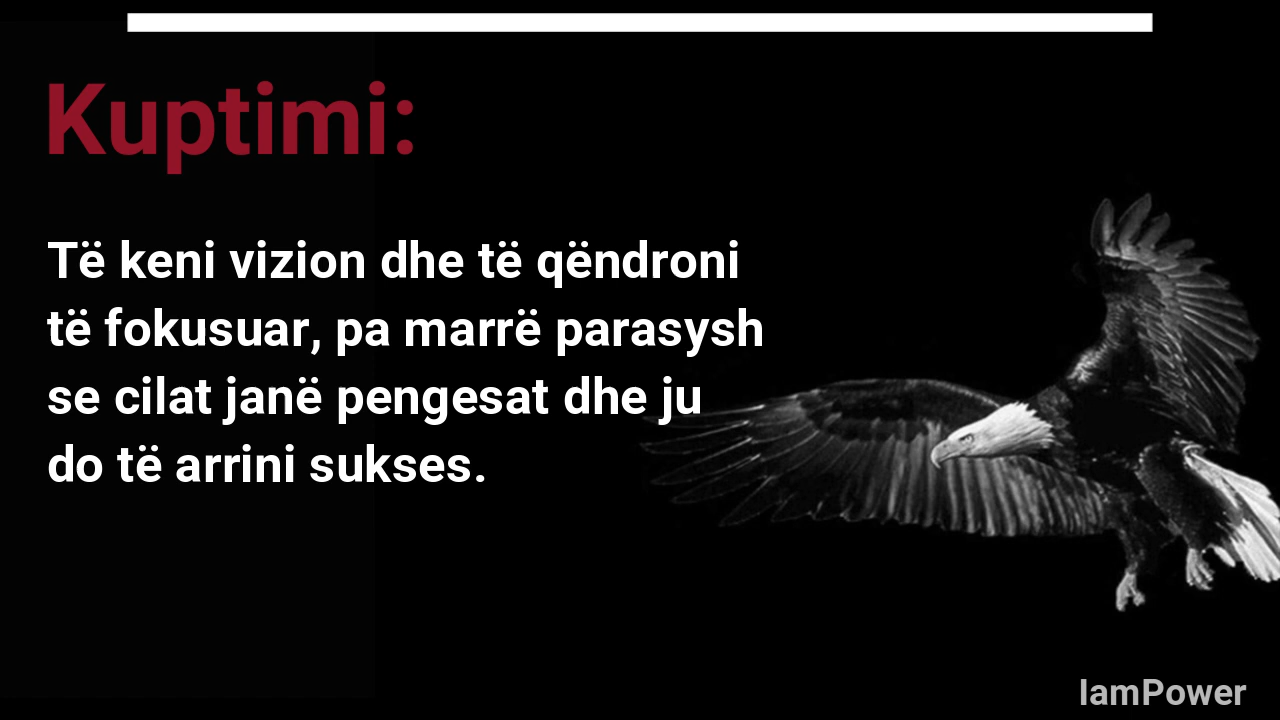 Kuptimi:
Të keni vizion dhe të qëndroni
të fokusuar, pa marrë parasysh
se cilat janë pengesat dhe ju
do të arrini sukses.
IamPower